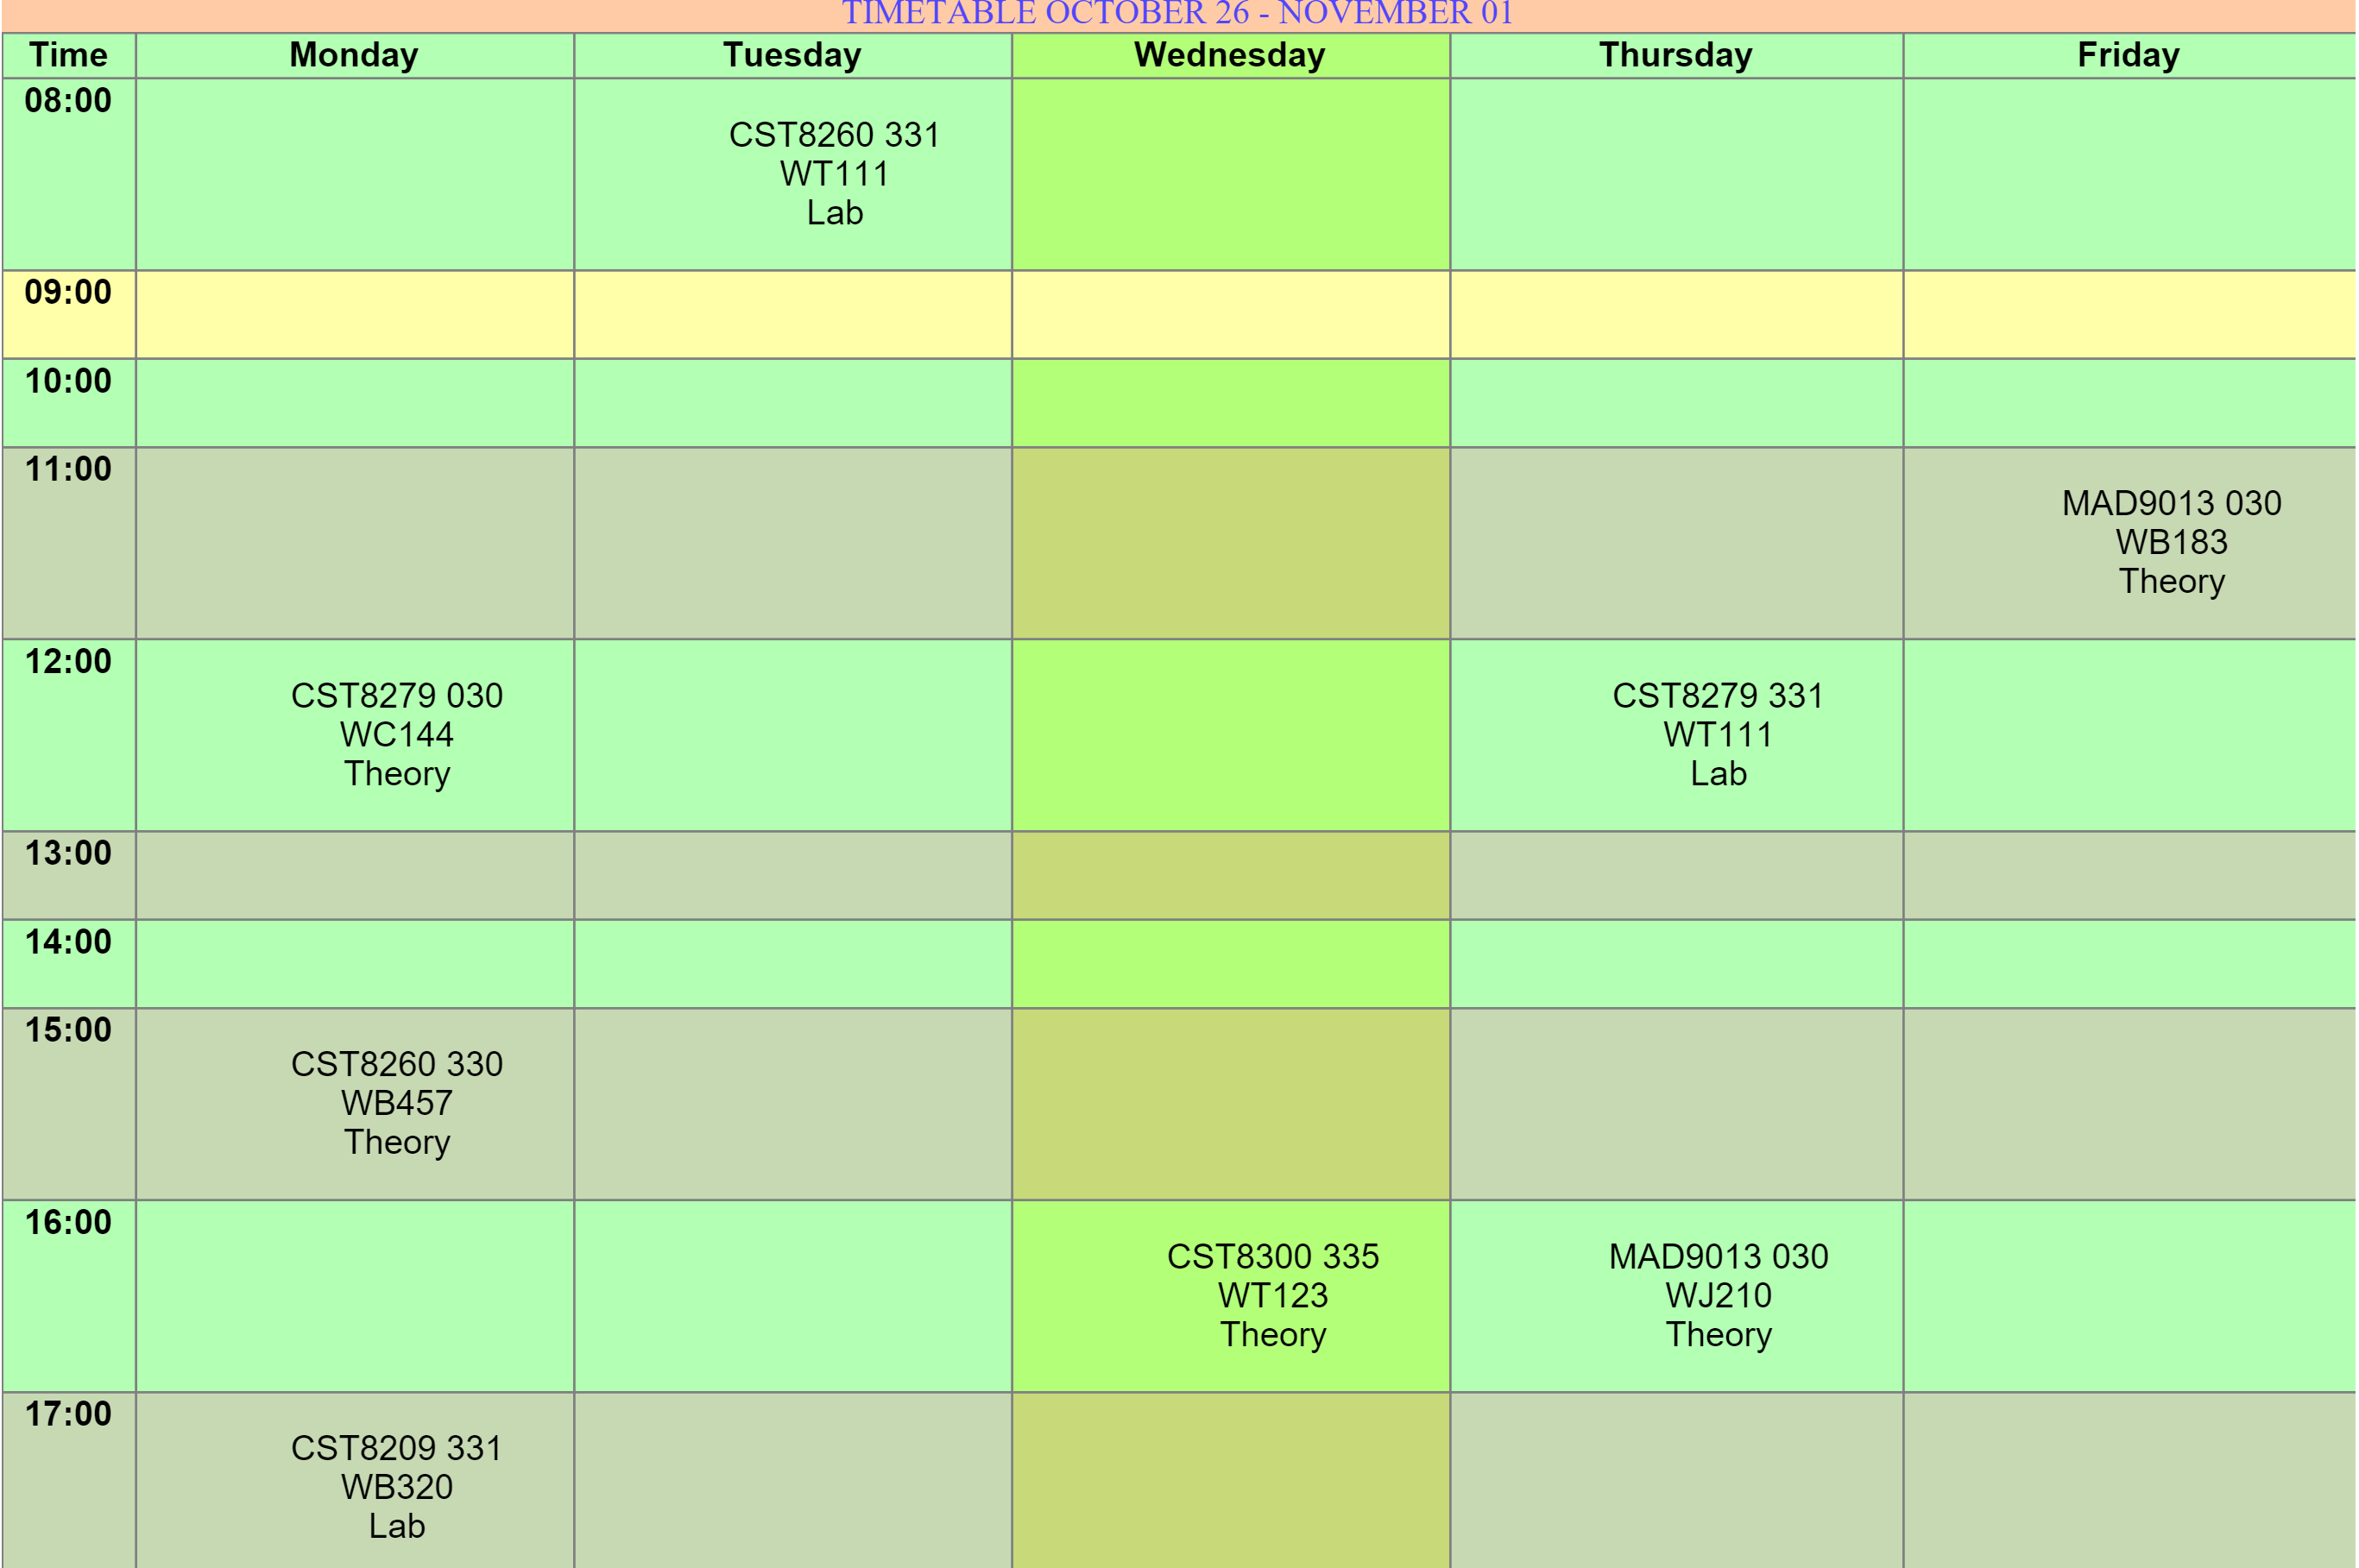 TIMETABLE OCTOBER 26 - NOVEMBER 01
Time Monday Tuesday Wednesday Thursday Friday
08:00
CST8260 331
WT111
Lab
09:00
10:00
11:00
MAD9013 030
WB183
Theory
12:00
CST8279 030
WC144
Theory
CST8279 331
WT111
Lab
13:00
14:00
15:00
CST8260 330
WB457
Theory
16:00
CST8300 335
WT123
Theory
MAD9013 030
WJ210
Theory
17:00
CST8209 331
WB320
Lab